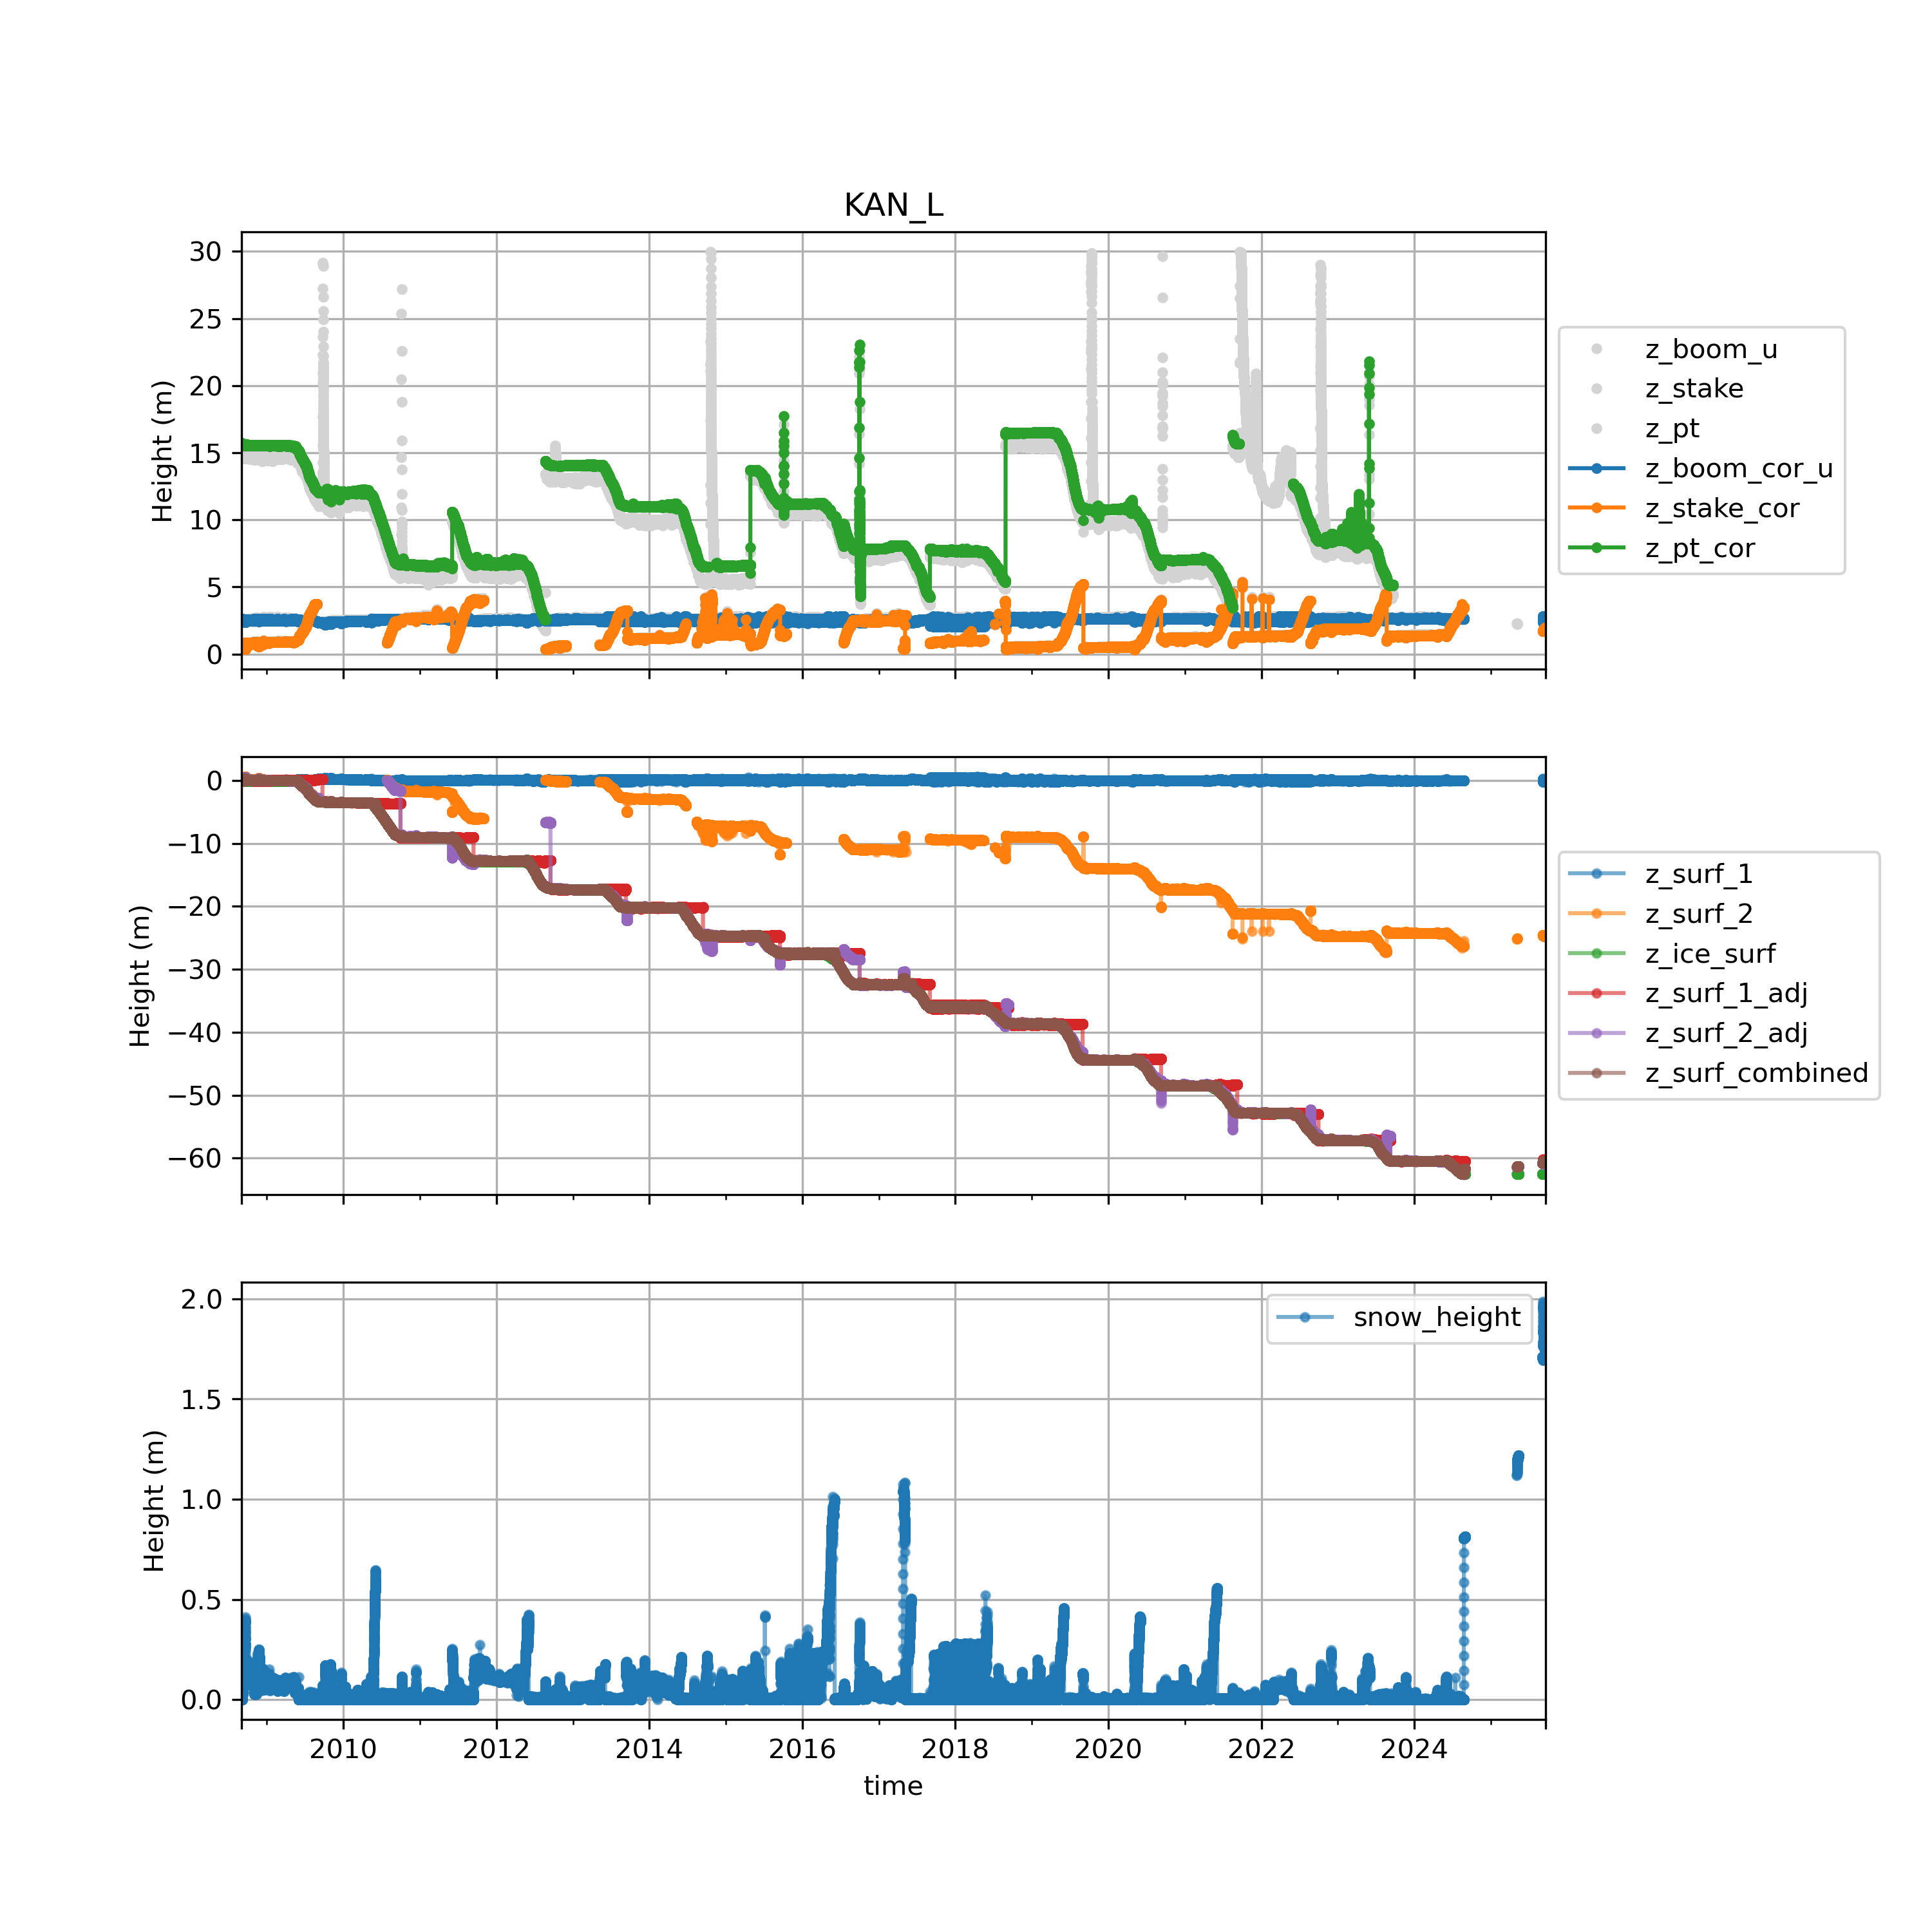 KAN_L
30
25
20
15
10
5
0
Height (m)
z_boom_u
z_stake
z_pt
z_boom_cor_u
z_stake_cor
z_pt_cor
0
−10
−20
−30
−40
−50
−60
Height (m)
z_surf_1
z_surf_2
z_ice_surf
z_surf_1_adj
z_surf_2_adj
z_surf_combined
2.0
1.5
1.0
0.5
0.0
Height (m)
snow_height
2010 2012 2014 2016 2018 2020 2022 2024
time